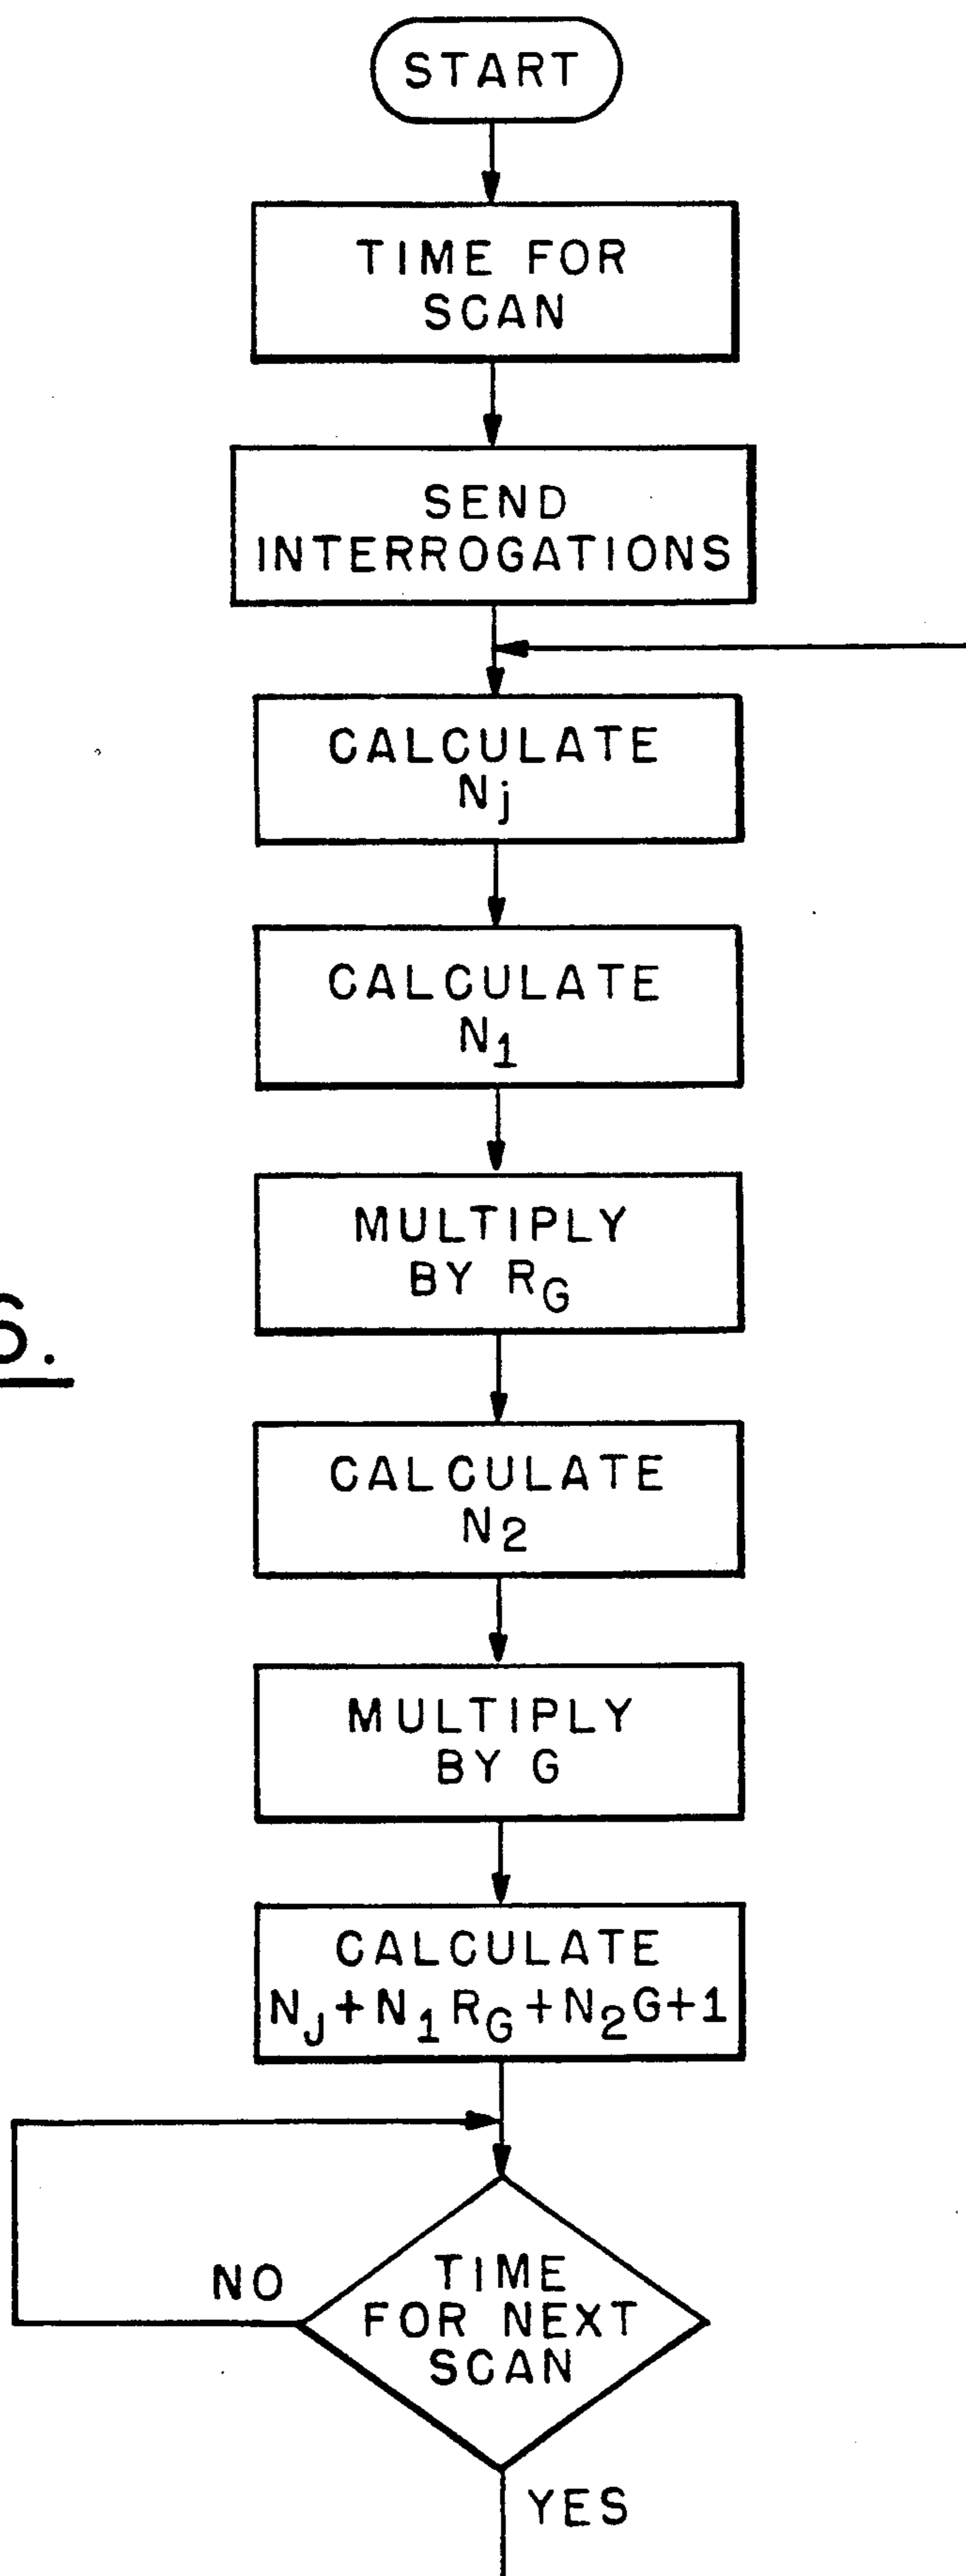 START
TIME FOR
SCAN
SEND
INTERROGATIONS
CALCULATE
Nj
CALCULATE
N1
MULTIPLY
BY RG
6.
CALCULATE
N2
MULTIPLY
BY G
CALCULATE
NJ+N1RG+N2G+1
NO
TIME
FOR NEXT
SCAN
YES